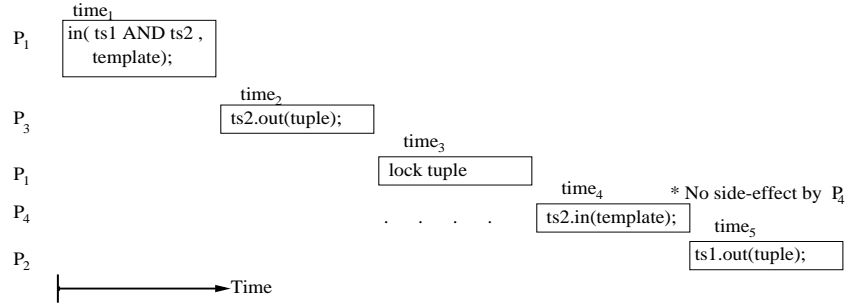 time1
P1 in( ts1 AND ts2 ,
template);
time2
P3 ts2.out(tuple);
time3
P1 lock tuple
time4 * No side-effect by P4
P4 . . . . ts2.in(template);
time5
P2 ts1.out(tuple);
Time